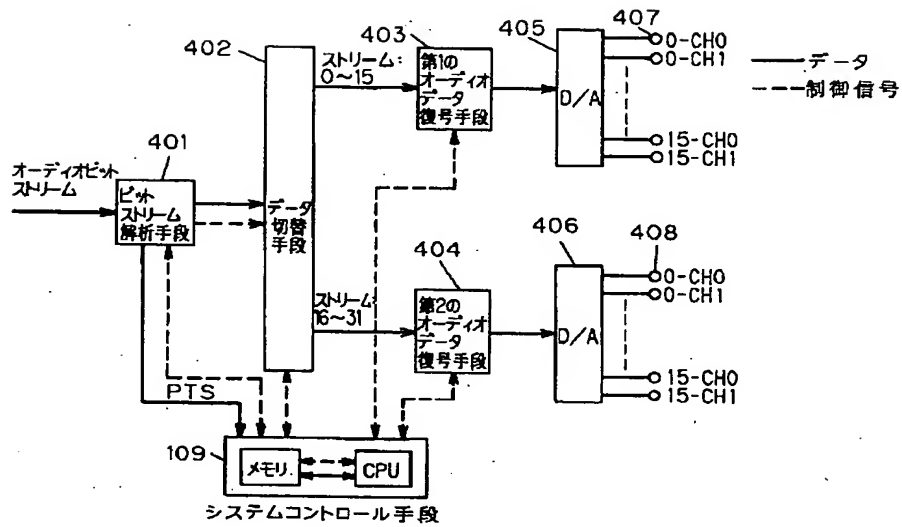 402
ストリーム:
0〜15
403
第1の
オーディオ
データ
復号手段
405
D/A
407
0-CH0
0-CH1
15-CH0
15-CH1
データ
制御信号
オーディオビット
ストリーム
401
ビット
ストリーム
解析手段
データ
切替
手段
ストリーム:
16〜31
404
第2の
オーディオ
データ
復号手段
406
D/A
408
0-CH0
0-CH1
15-CH0
15-CH1
PTS
109
メモリ
CPU
システムコントロール手段